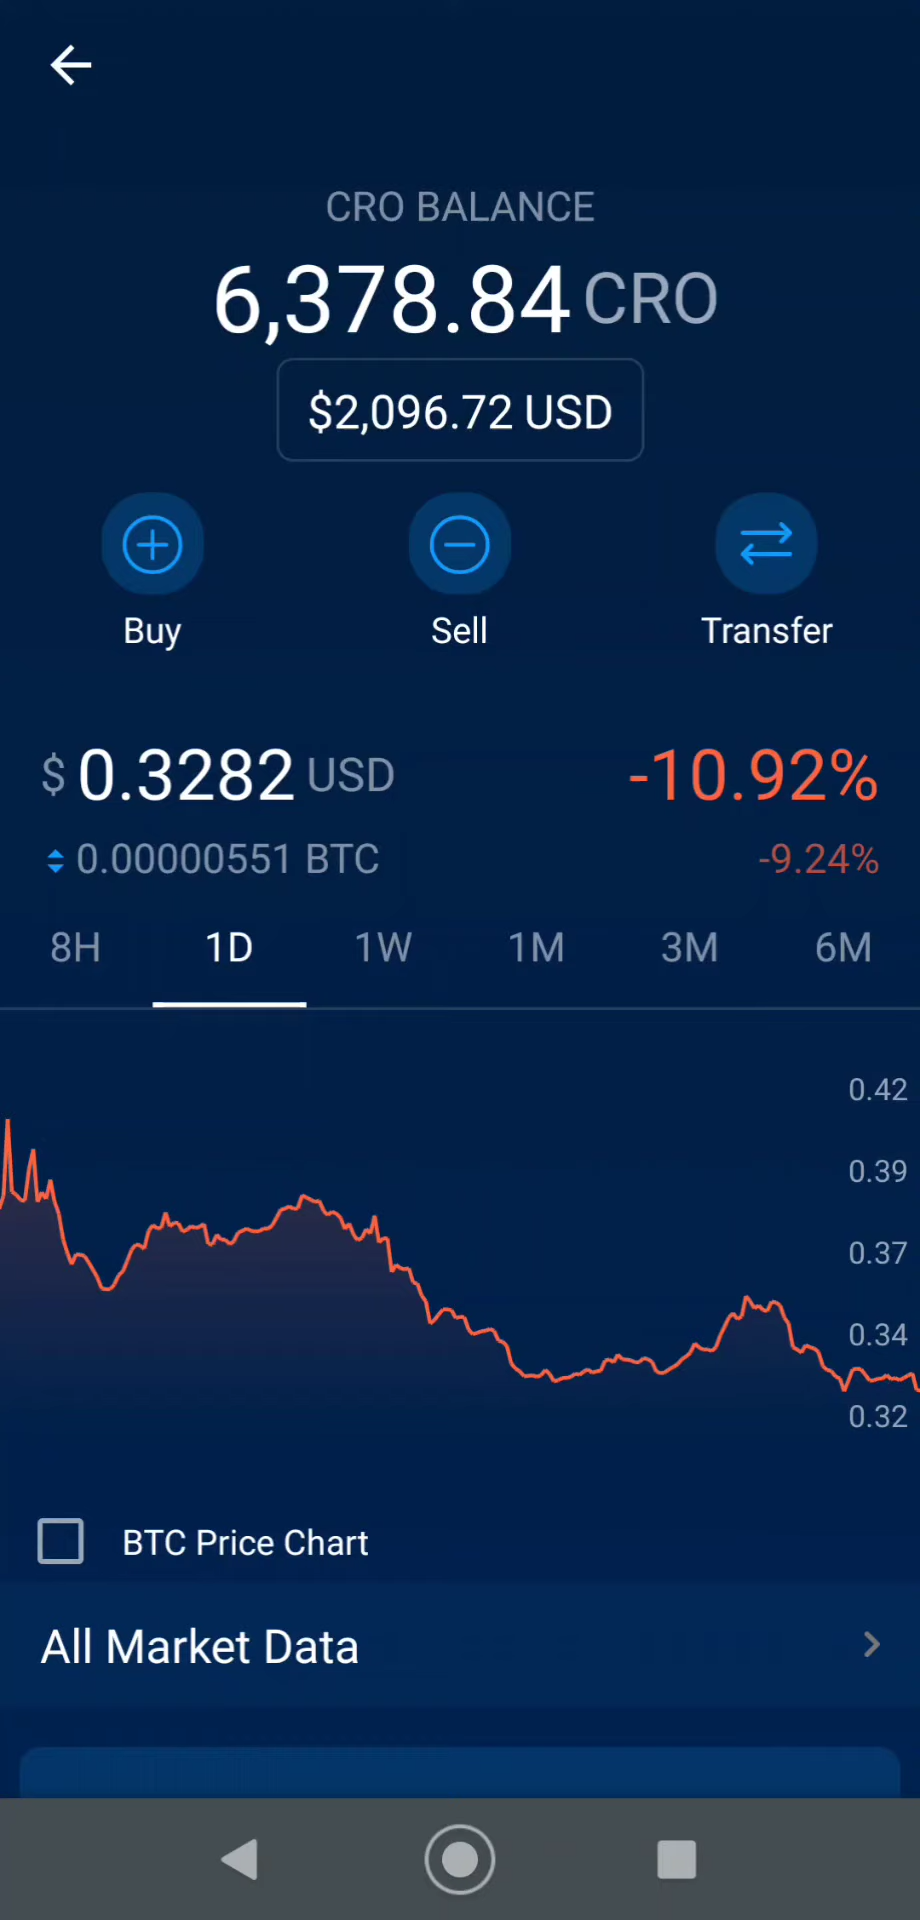 CRO BALANCE
6,378.84 CRO
$2,096.72 USD
Buy Sell Transfer
$ 0.3282 USD -10.92%
0.00000551 BTC -9.24%
8H 1D 1W 1M 3M 6M
0.42
0.39
0.37
0.34
0.32
BTC Price Chart
All Market Data